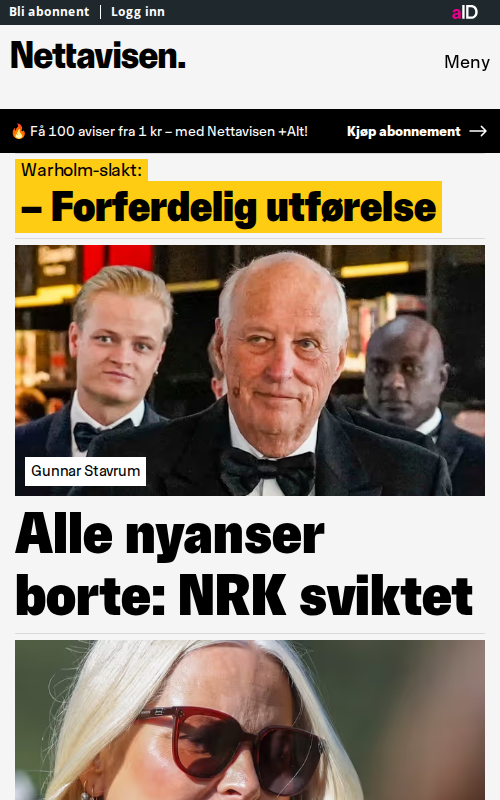 Bli abonnent | Logg inn
aID
Nettavisen.
Meny
🔥 Få 100 aviser fra 1 kr – med Nettavisen +Alt!
Kjøp abonnement →
Warholm-slakt:
– Forferdelig utførelse
Gunnar Stavrum
Alle nyanser
borte: NRK sviktet